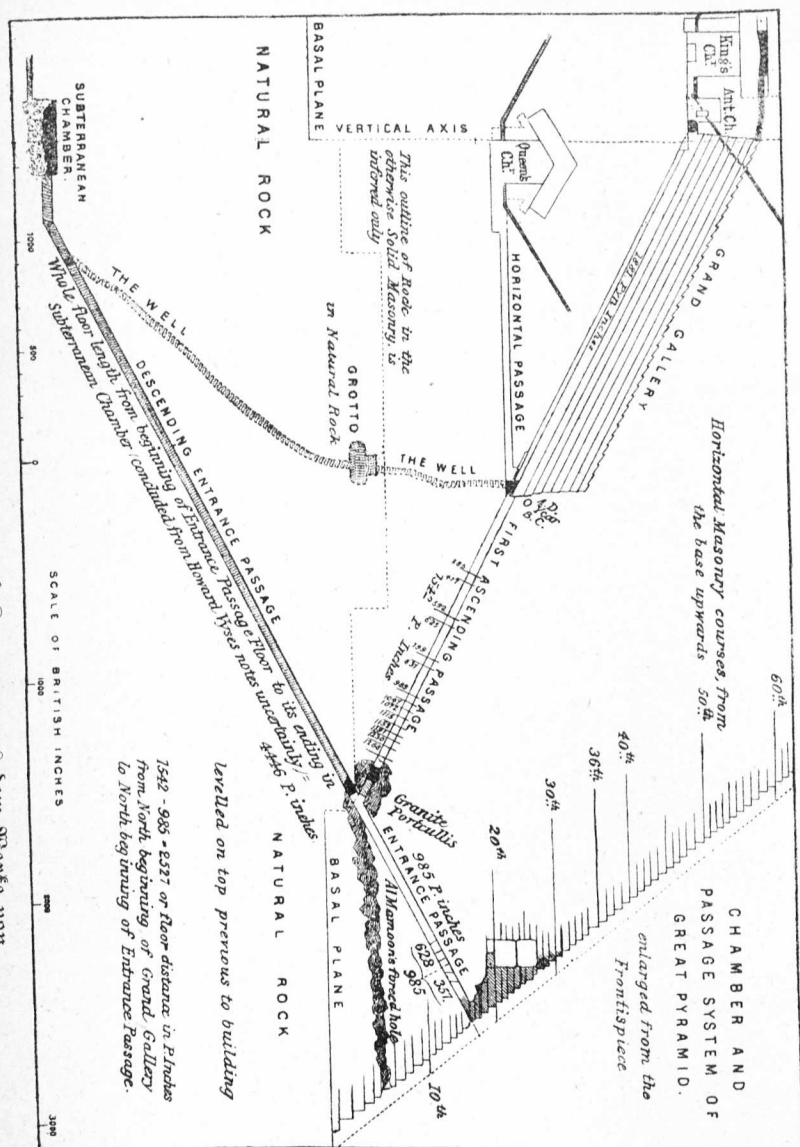 CHAMBER AND
PASSAGE SYSTEM OF
GREAT PYRAMID.
enlarged from the
Frontispiece
King's
Ch.r
Ant. Ch.
GRAND GALLERY
1881 Pyr. Inches
Horizontal Masonry courses, from
the base upwards
60th
50th
40th
36th
30th
20th
10th
BASAL PLANE
VERTICAL AXIS
Queen's
Ch.r
HORIZONTAL PASSAGE
NATURAL ROCK
This outline of Rock in the
otherwise Solid Masonry, is
inferred only
FIRST ASCENDING PASSAGE
Inches
GROTTO
in Natural Rock
THE WELL
THE WELL
SUBTERRANEAN
CHAMBER.
DESCENDING ENTRANCE PASSAGE
Whole floor length from beginning of Entrance Passage Floor to its ending in
Subterranean Chamber (concluded from Howard Vyse's notes uncertainly) =
4446 P. inches
Granite
Portcullis
985 P. inches
ENTRANCE PASSAGE
628
357.
985
Al Mamoon's forced hole
BASAL PLANE
NATURAL ROCK
levelled on top previous to building
1542 - 985 = 2527 or floor distance in P. Inches
from North beginning of Grand Gallery
to North beginning of Entrance Passage.
1000
500
0
1000
2000
3000
SCALE OF BRITISH INCHES